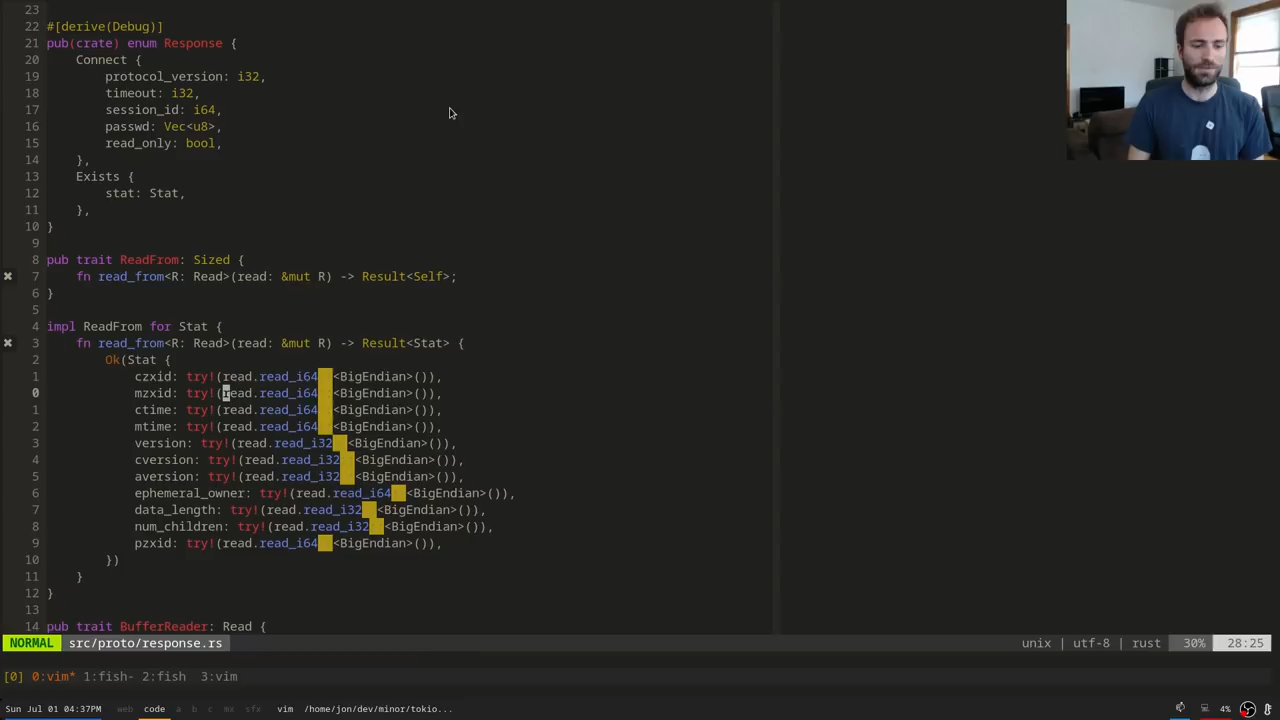 23
22 #[derive(Debug)]
21 pub(crate) enum Response {
20     Connect {
19         protocol_version: i32,
18         timeout: i32,
17         session_id: i64,
16         passwd: Vec<u8>,
15         read_only: bool,
14     },
13     Exists {
12         stat: Stat,
11     },
10 }
9
8 pub trait ReadFrom: Sized {
7     fn read_from<R: Read>(read: &mut R) -> Result<Self>;
6 }
5
4 impl ReadFrom for Stat {
3     fn read_from<R: Read>(read: &mut R) -> Result<Stat> {
2         Ok(Stat {
1             czxid: try!(read.read_i64::<BigEndian>()),
0             mzxid: try!(read.read_i64::<BigEndian>()),
1             ctime: try!(read.read_i64::<BigEndian>()),
2             mtime: try!(read.read_i64::<BigEndian>()),
3             version: try!(read.read_i32::<BigEndian>()),
4             cversion: try!(read.read_i32::<BigEndian>()),
5             aversion: try!(read.read_i32::<BigEndian>()),
6             ephemeral_owner: try!(read.read_i64::<BigEndian>()),
7             data_length: try!(read.read_i32::<BigEndian>()),
8             num_children: try!(read.read_i32::<BigEndian>()),
9             pzxid: try!(read.read_i64::<BigEndian>()),
10         })
11     }
12 }
13
14 pub trait BufferReader: Read {
NORMAL src/proto/response.rs unix | utf-8 | rust 30% 28:25
[0] 0:vim* 1:fish- 2:fish 3:vim
Sun Jul 01 04:37PM web code a b c mx sfx vim /home/jon/dev/minor/tokio... 4%